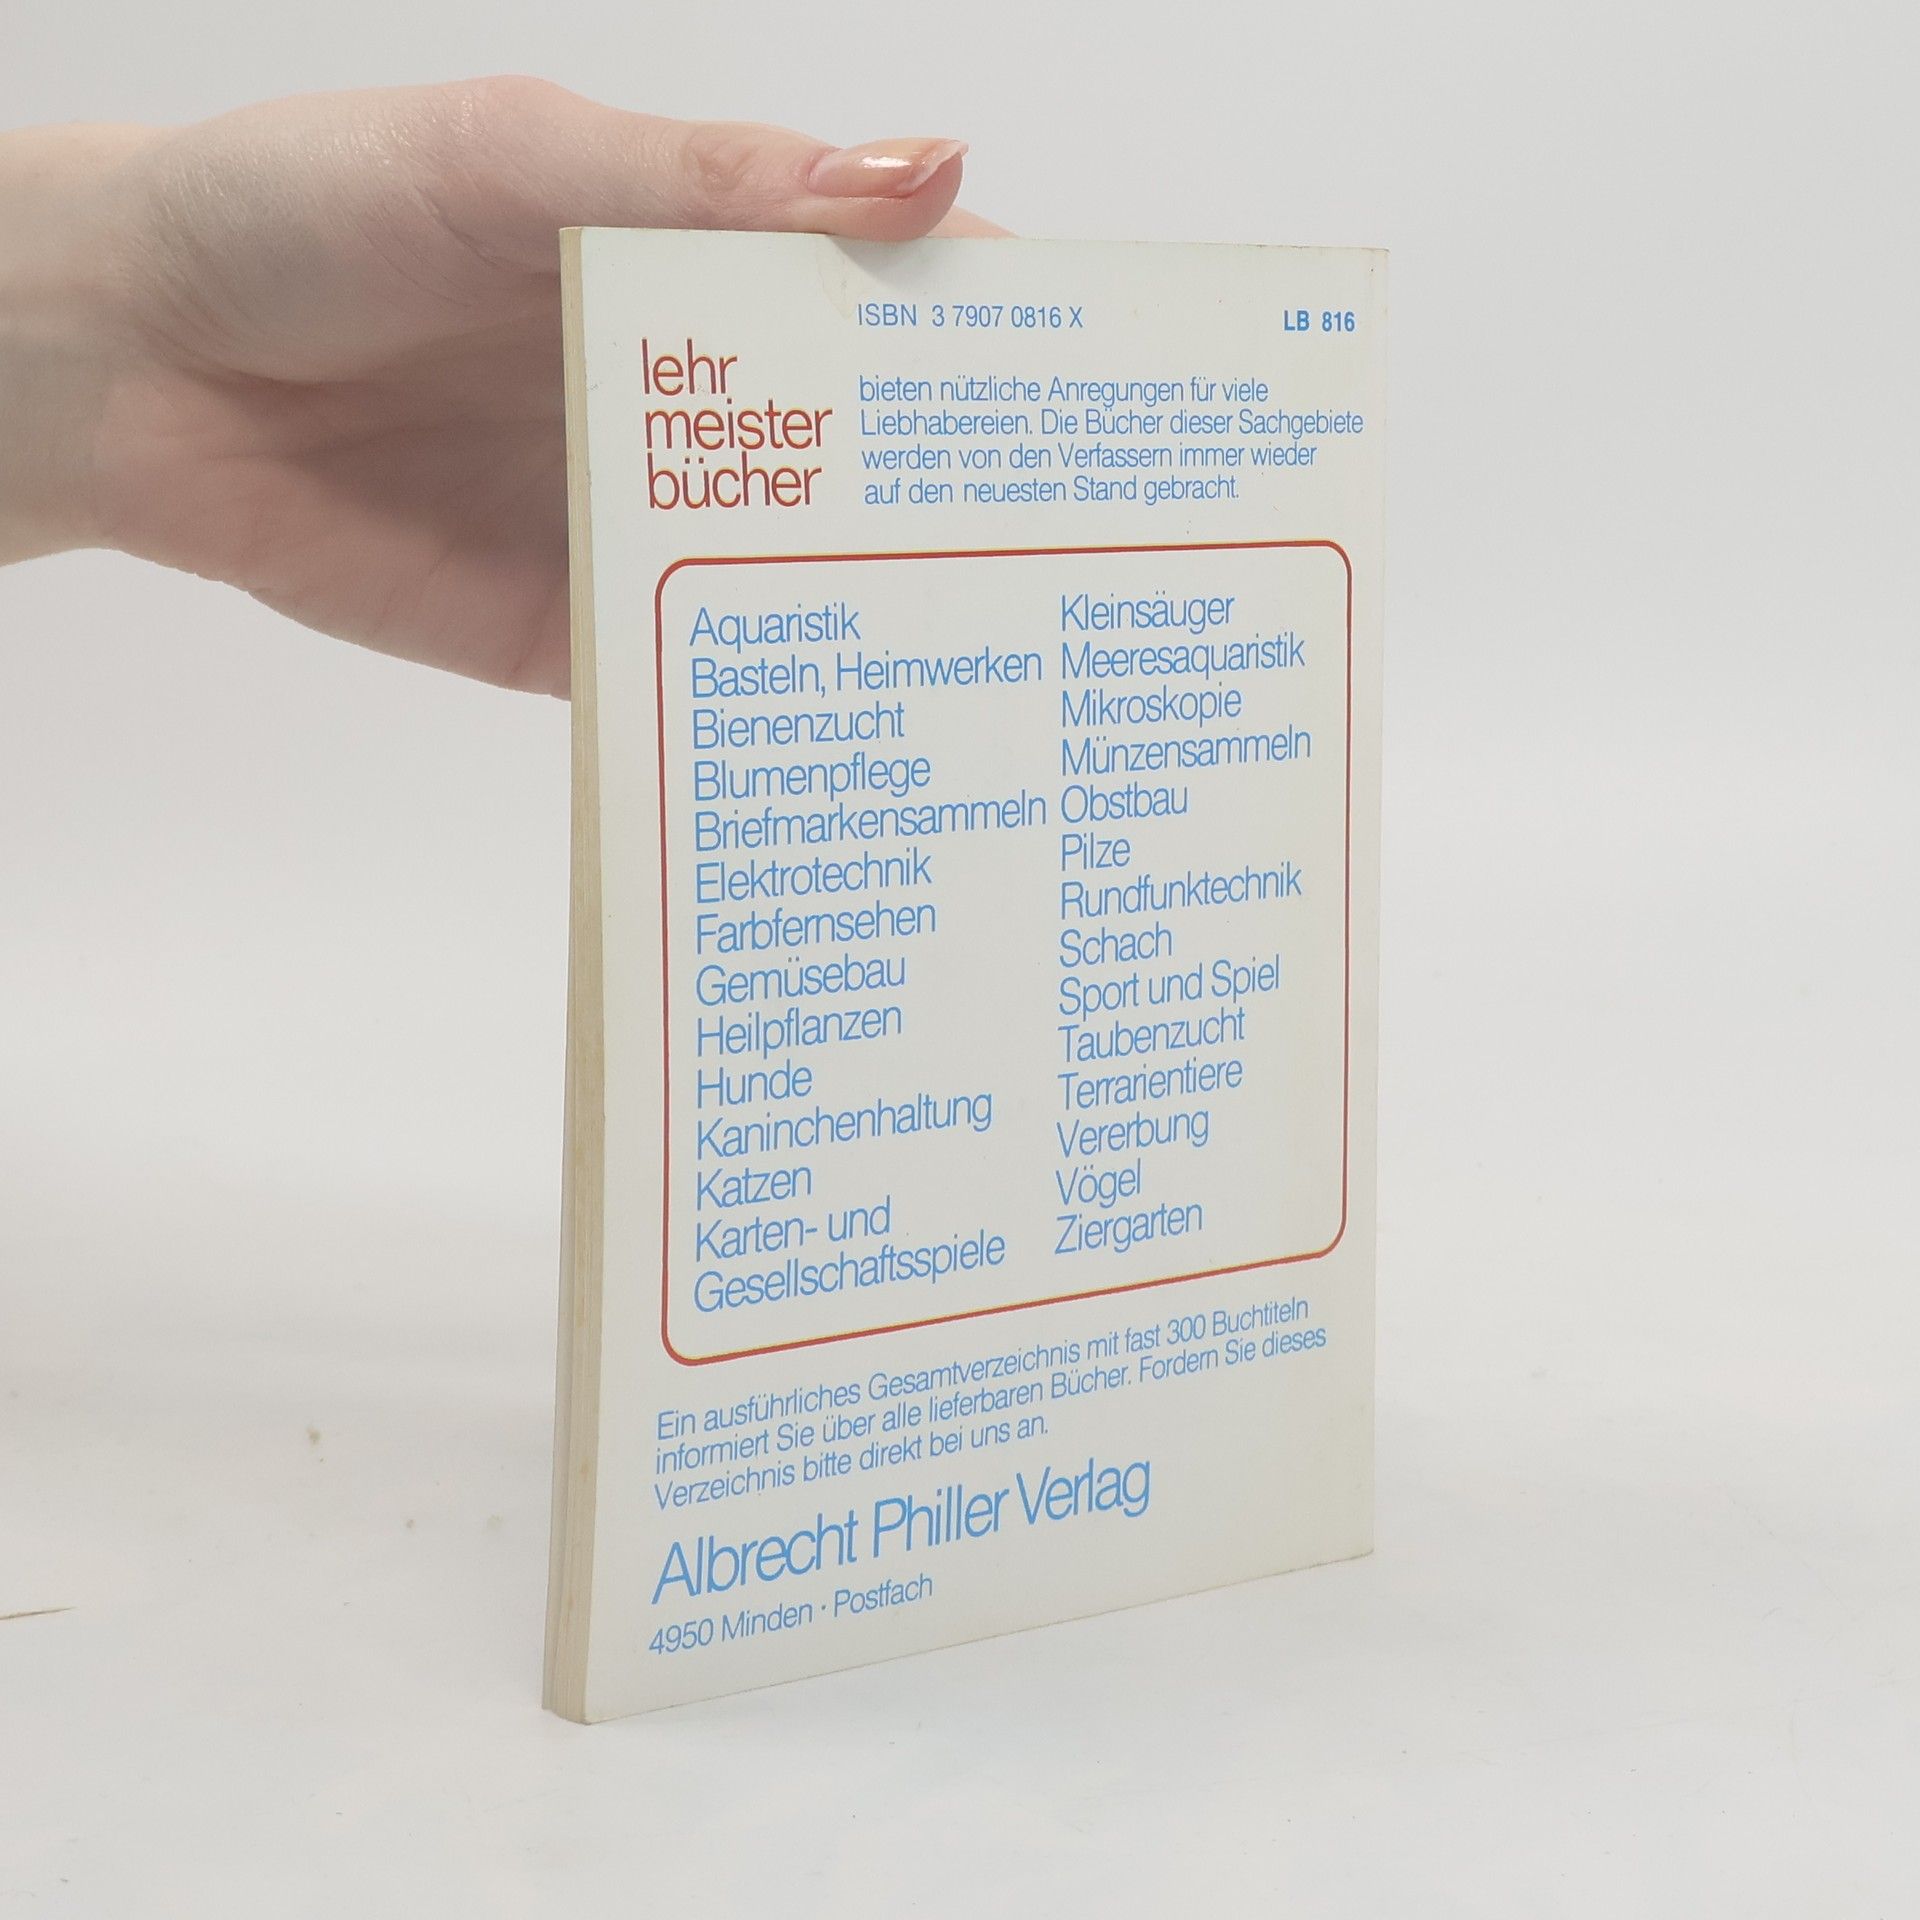 ISBN 3 7907 0816 X
LB 816
lehr
meister
bücher
bieten nützliche Anregungen für viele
Liebhabereien. Die Bücher dieser Sachgebiete
werden von den Verfassern immer wieder
auf den neuesten Stand gebracht.
Aquaristik
Basteln, Heimwerken
Bienenzucht
Blumenpflege
Briefmarkensammeln
Elektrotechnik
Farbfernsehen
Gemüsebau
Heilpflanzen
Hunde
Kaninchenhaltung
Katzen
Karten- und
Gesellschaftsspiele
Kleinsäuger
Meeresaquaristik
Mikroskopie
Münzensammeln
Obstbau
Pilze
Rundfunktechnik
Schach
Sport und Spiel
Taubenzucht
Terrarientiere
Vererbung
Vögel
Ziergarten
Ein ausführliches Gesamtverzeichnis mit fast 300 Buchtiteln
informiert Sie über alle lieferbaren Bücher. Fordern Sie dieses
Verzeichnis bitte direkt bei uns an.
Albrecht Philler Verlag
4950 Minden · Postfach